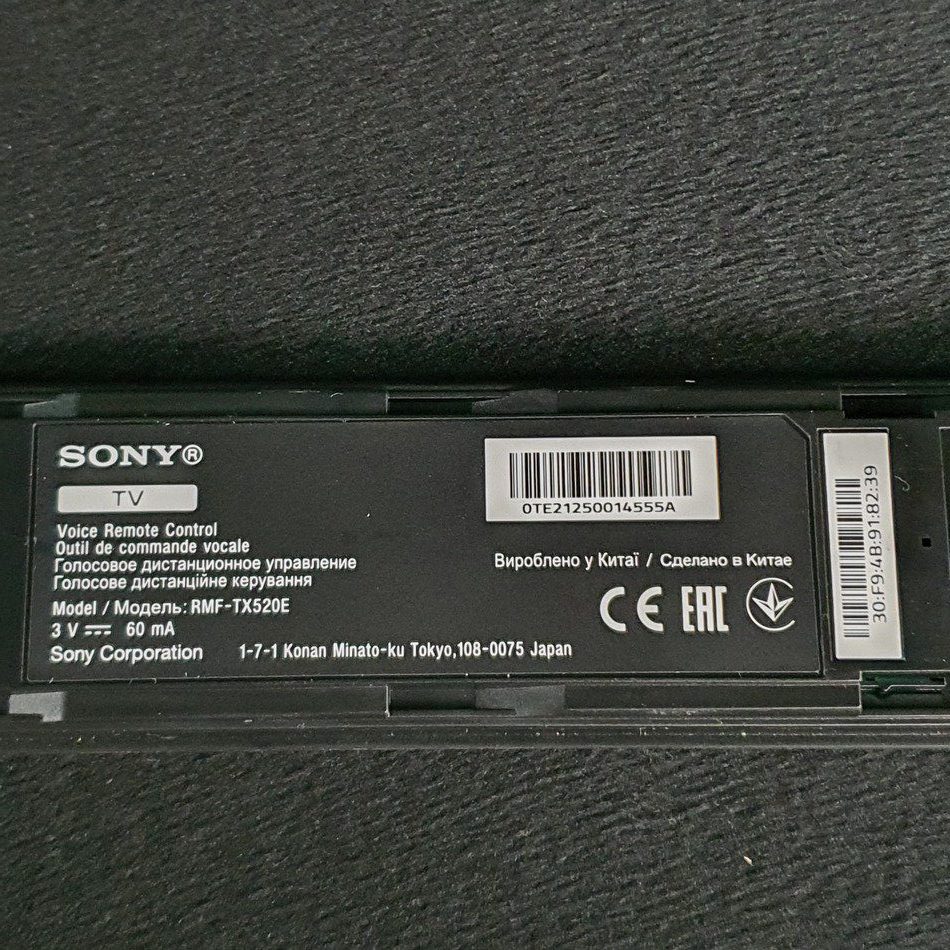 SONY®
TV
Voice Remote Control
Outil de commande vocale
Голосовое дистанционное управление
Голосове дистанційне керування
Model / Модель: RMF-TX520E
3 V 60 mA
Sony Corporation 1-7-1 Konan Minato-ku Tokyo,108-0075 Japan
0TE21250014555A
Вироблено у Китаї / Сделано в Китае
CE EAC
30:F9:4B:91:82:39